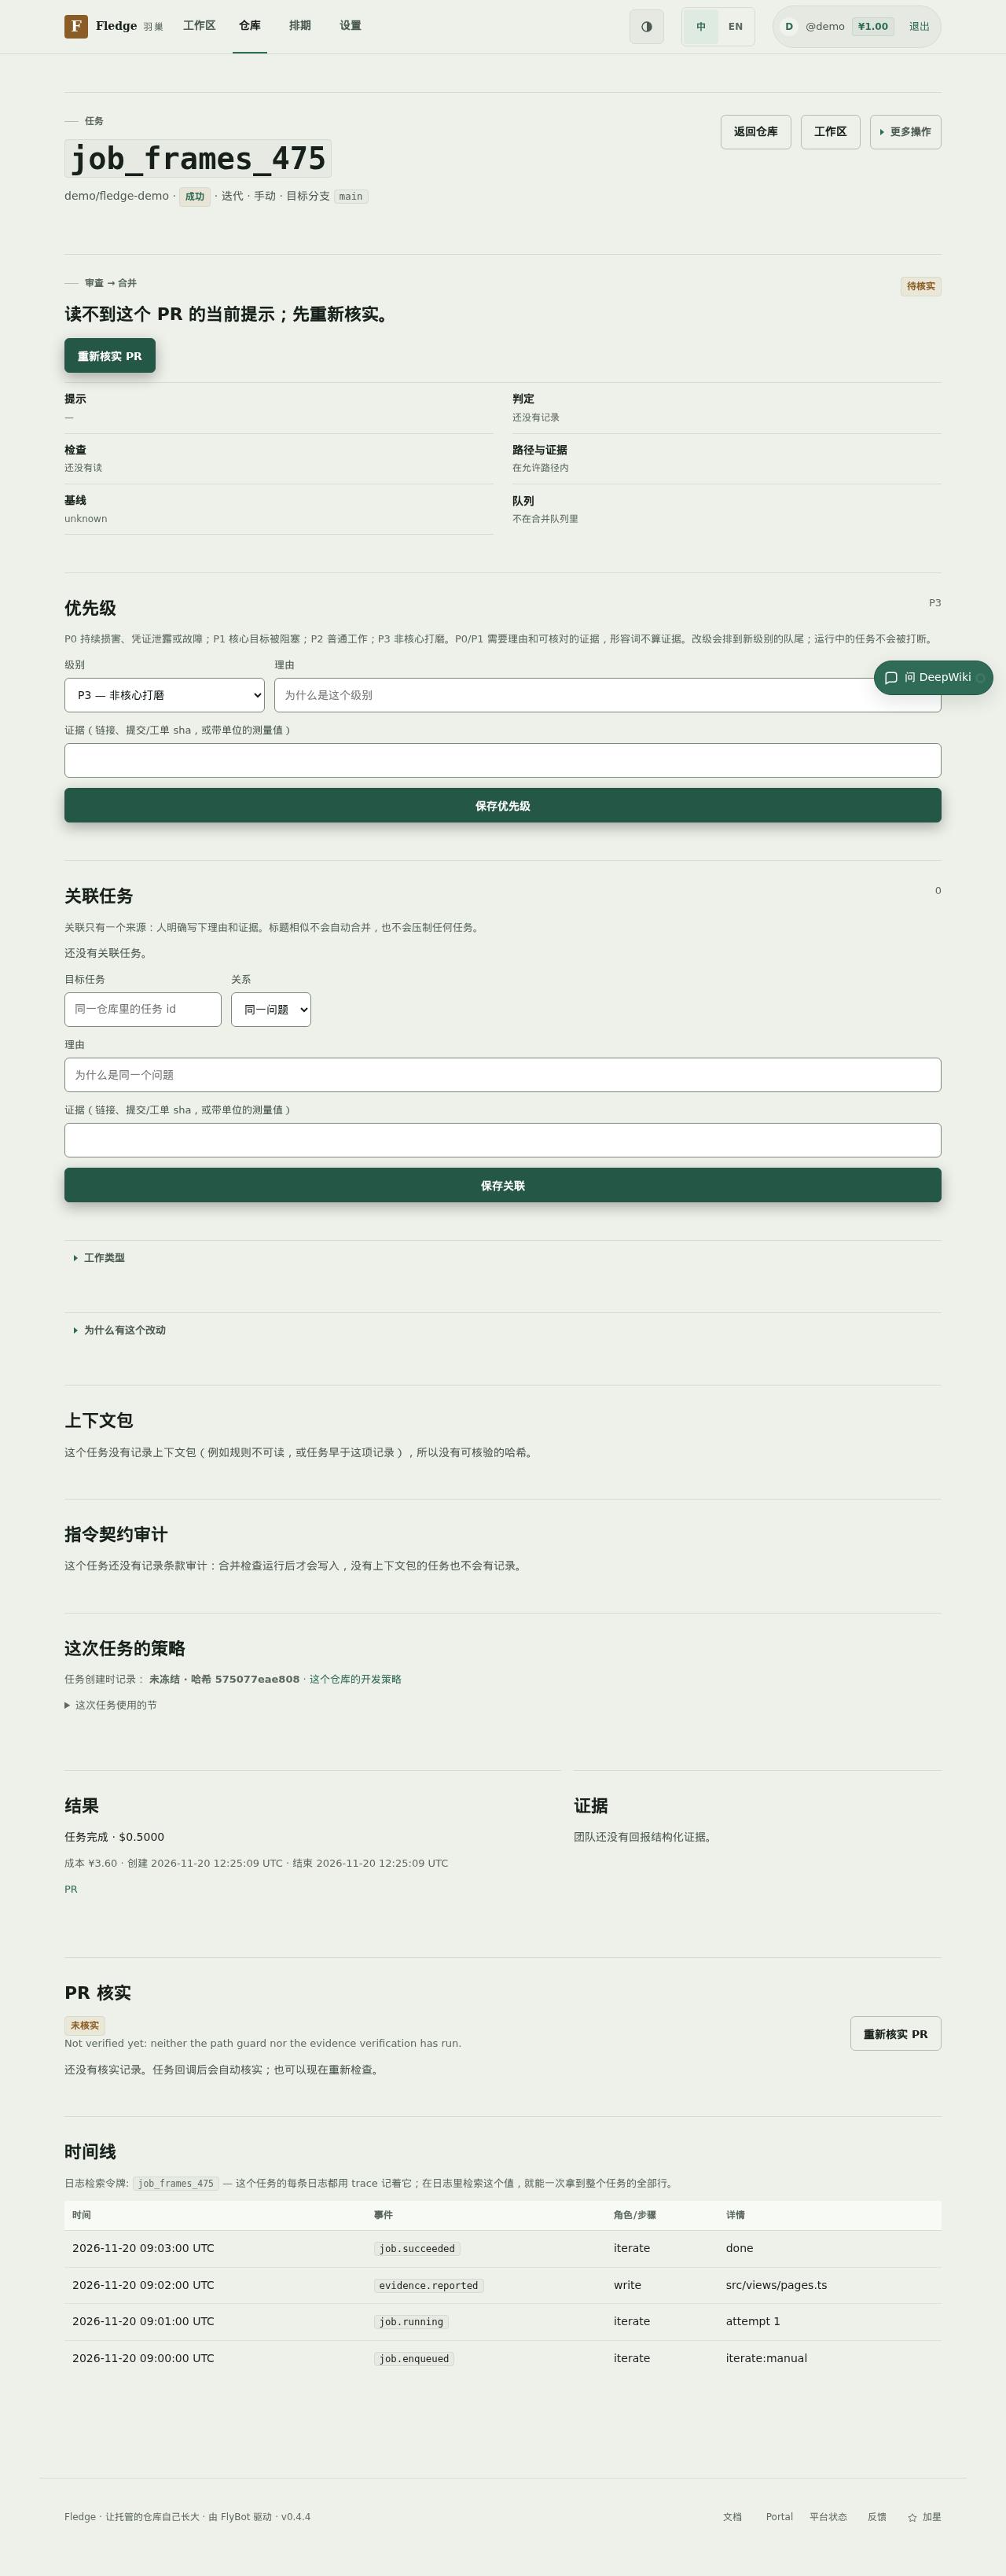 F Fledge 羽巢 工作区 仓库 排期 设置 中 EN D @demo ¥1.00 退出
任务
返回仓库 工作区 更多操作
job_frames_475
demo/fledge-demo · 成功 · 迭代 · 手动 · 目标分支 main
审查 → 合并
待核实
读不到这个 PR 的当前提示；先重新核实。
重新核实 PR
提示
—
判定
还没有记录
检查
还没有读
路径与证据
在允许路径内
基线
unknown
队列
不在合并队列里
优先级
P3
P0 持续损害、凭证泄露或故障；P1 核心目标被阻塞；P2 普通工作；P3 非核心打磨。P0/P1 需要理由和可核对的证据，形容词不算证据。改级会排到新级别的队尾；运行中的任务不会被打断。
级别 理由
P3 — 非核心打磨 为什么是这个级别
问 DeepWiki
证据（链接、提交/工单 sha，或带单位的测量值）
保存优先级
关联任务
0
关联只有一个来源：人明确写下理由和证据。标题相似不会自动合并，也不会压制任何任务。
还没有关联任务。
目标任务 关系
同一仓库里的任务 id 同一问题
理由
为什么是同一个问题
证据（链接、提交/工单 sha，或带单位的测量值）
保存关联
工作类型
为什么有这个改动
上下文包
这个任务没有记录上下文包（例如规则不可读，或任务早于这项记录），所以没有可核验的哈希。
指令契约审计
这个任务还没有记录条款审计：合并检查运行后才会写入，没有上下文包的任务也不会有记录。
这次任务的策略
任务创建时记录： 未冻结 · 哈希 575077eae808 · 这个仓库的开发策略
这次任务使用的节
结果
任务完成 · $0.5000
成本 ¥3.60 · 创建 2026-11-20 12:25:09 UTC · 结束 2026-11-20 12:25:09 UTC
PR
证据
团队还没有回报结构化证据。
PR 核实
未核实
Not verified yet: neither the path guard nor the evidence verification has run.
重新核实 PR
还没有核实记录。任务回调后会自动核实；也可以现在重新检查。
时间线
日志检索令牌: job_frames_475 — 这个任务的每条日志都用 trace 记着它；在日志里检索这个值，就能一次拿到整个任务的全部行。
时间 事件 角色/步骤 详情
2026-11-20 09:03:00 UTC job.succeeded iterate done
2026-11-20 09:02:00 UTC evidence.reported write src/views/pages.ts
2026-11-20 09:01:00 UTC job.running iterate attempt 1
2026-11-20 09:00:00 UTC job.enqueued iterate iterate:manual
Fledge · 让托管的仓库自己长大 · 由 FlyBot 驱动 · v0.4.4 文档 Portal 平台状态 反馈 加星